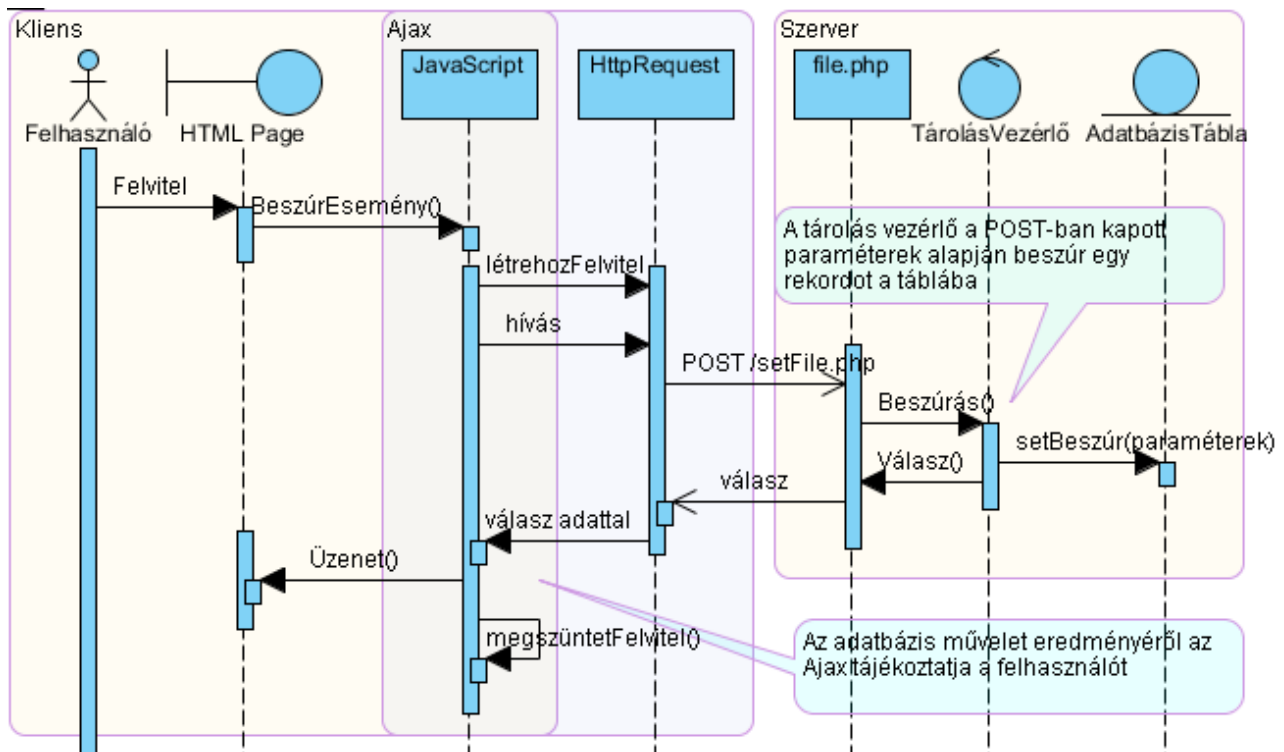 Kliens
Ajax
Szerver
JavaScript
HttpRequest
file.php
Felhasználó
HTML Page
TárolásVezérlő
AdatbázisTábla
Felvitel
BeszúrEsemény()
A tárolás vezérlő a POST-ban kapott
paraméterek alapján beszúr egy
rekordot a táblába
létrehozFelvitel
hívás
POST /setFile.php
Beszúrás()
setBeszúr(paraméterek)
Válasz()
válasz
válasz adattal
Üzenet()
megszüntetFelvitel()
Az adatbázis művelet eredményéről az
Ajax tájékoztatja a felhasználót